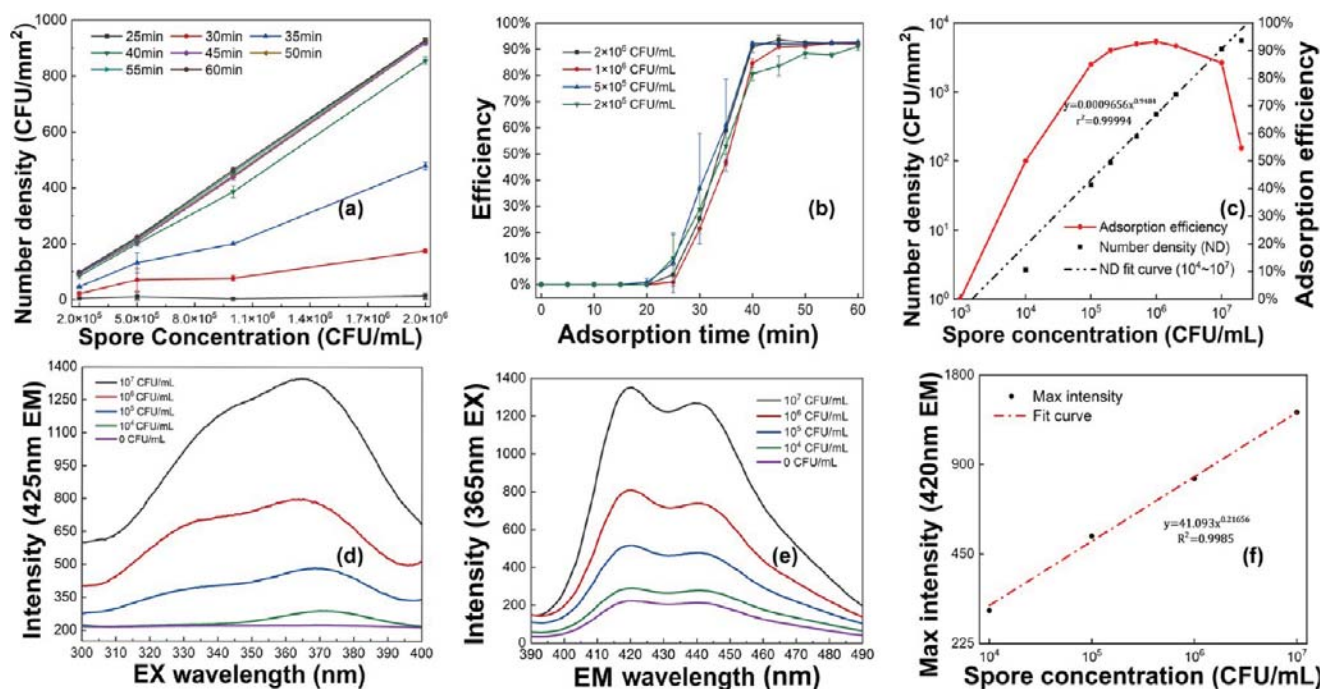 Number density (CFU/mm²)
1000
800
600
400
200
0
25min 30min 35min
40min 45min 50min
55min 60min
(a)
2.0×10⁵ 5.0×10⁵ 8.0×10⁵ 1.1×10⁶ 1.4×10⁶ 1.7×10⁶ 2.0×10⁶
Spore Concentration (CFU/mL)
Efficiency
100%
90%
80%
70%
60%
50%
40%
30%
20%
10%
0%
2×10⁶ CFU/mL
1×10⁶ CFU/mL
5×10⁵ CFU/mL
2×10⁵ CFU/mL
(b)
0 10 20 30 40 50 60
Adsorption time (min)
Number density (CFU/mm²)
10⁴
10³
10²
10¹
10⁰
y=0.0009656x
r²=0.99994
(c)
Adsorption efficiency
Number density (ND)
ND fit curve (10⁴~10⁷)
10³ 10⁴ 10⁵ 10⁶ 10⁷
Spore concentration (CFU/mL)
100%
90%
80%
70%
60%
50%
40%
30%
20%
10%
0%
Adsorption efficiency
Intensity (425nm EM)
1400
1250
1100
950
800
650
500
350
200
10⁷ CFU/mL
10⁶ CFU/mL
10⁵ CFU/mL
10⁴ CFU/mL
0 CFU/mL
(d)
300 310 320 330 340 350 360 370 380 390 400
EX wavelength (nm)
Intensity (365nm EX)
1400
1200
1000
800
600
400
200
0
10⁷ CFU/mL
10⁶ CFU/mL
10⁵ CFU/mL
10⁴ CFU/mL
0 CFU/mL
(e)
390 400 410 420 430 440 450 460 470 480 490
EM wavelength (nm)
Max intensity (420nm EM)
1800
900
450
225
Max intensity
Fit curve
y=41.093x^0.21656
R²=0.9985
(f)
10⁴ 10⁵ 10⁶ 10⁷
Spore concentration (CFU/mL)